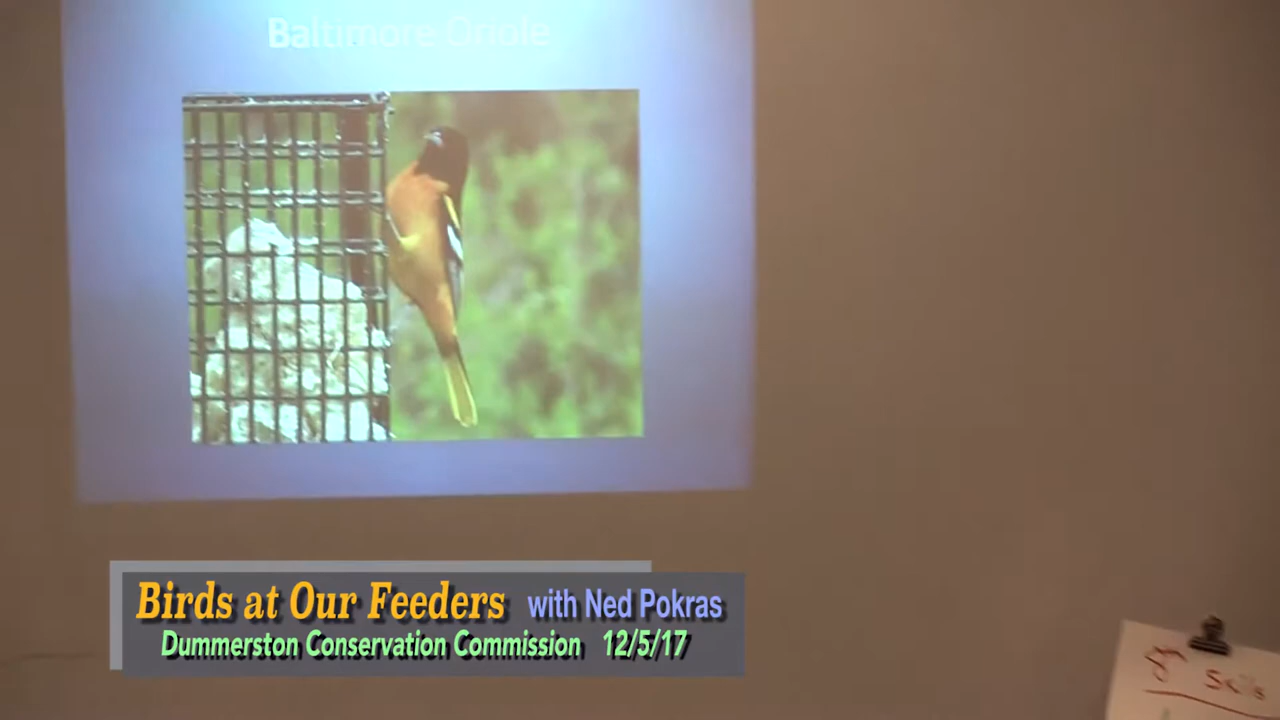 Baltimore Oriole
Birds at Our Feeders with Ned Pokras
Dummerston Conservation Commission 12/5/17